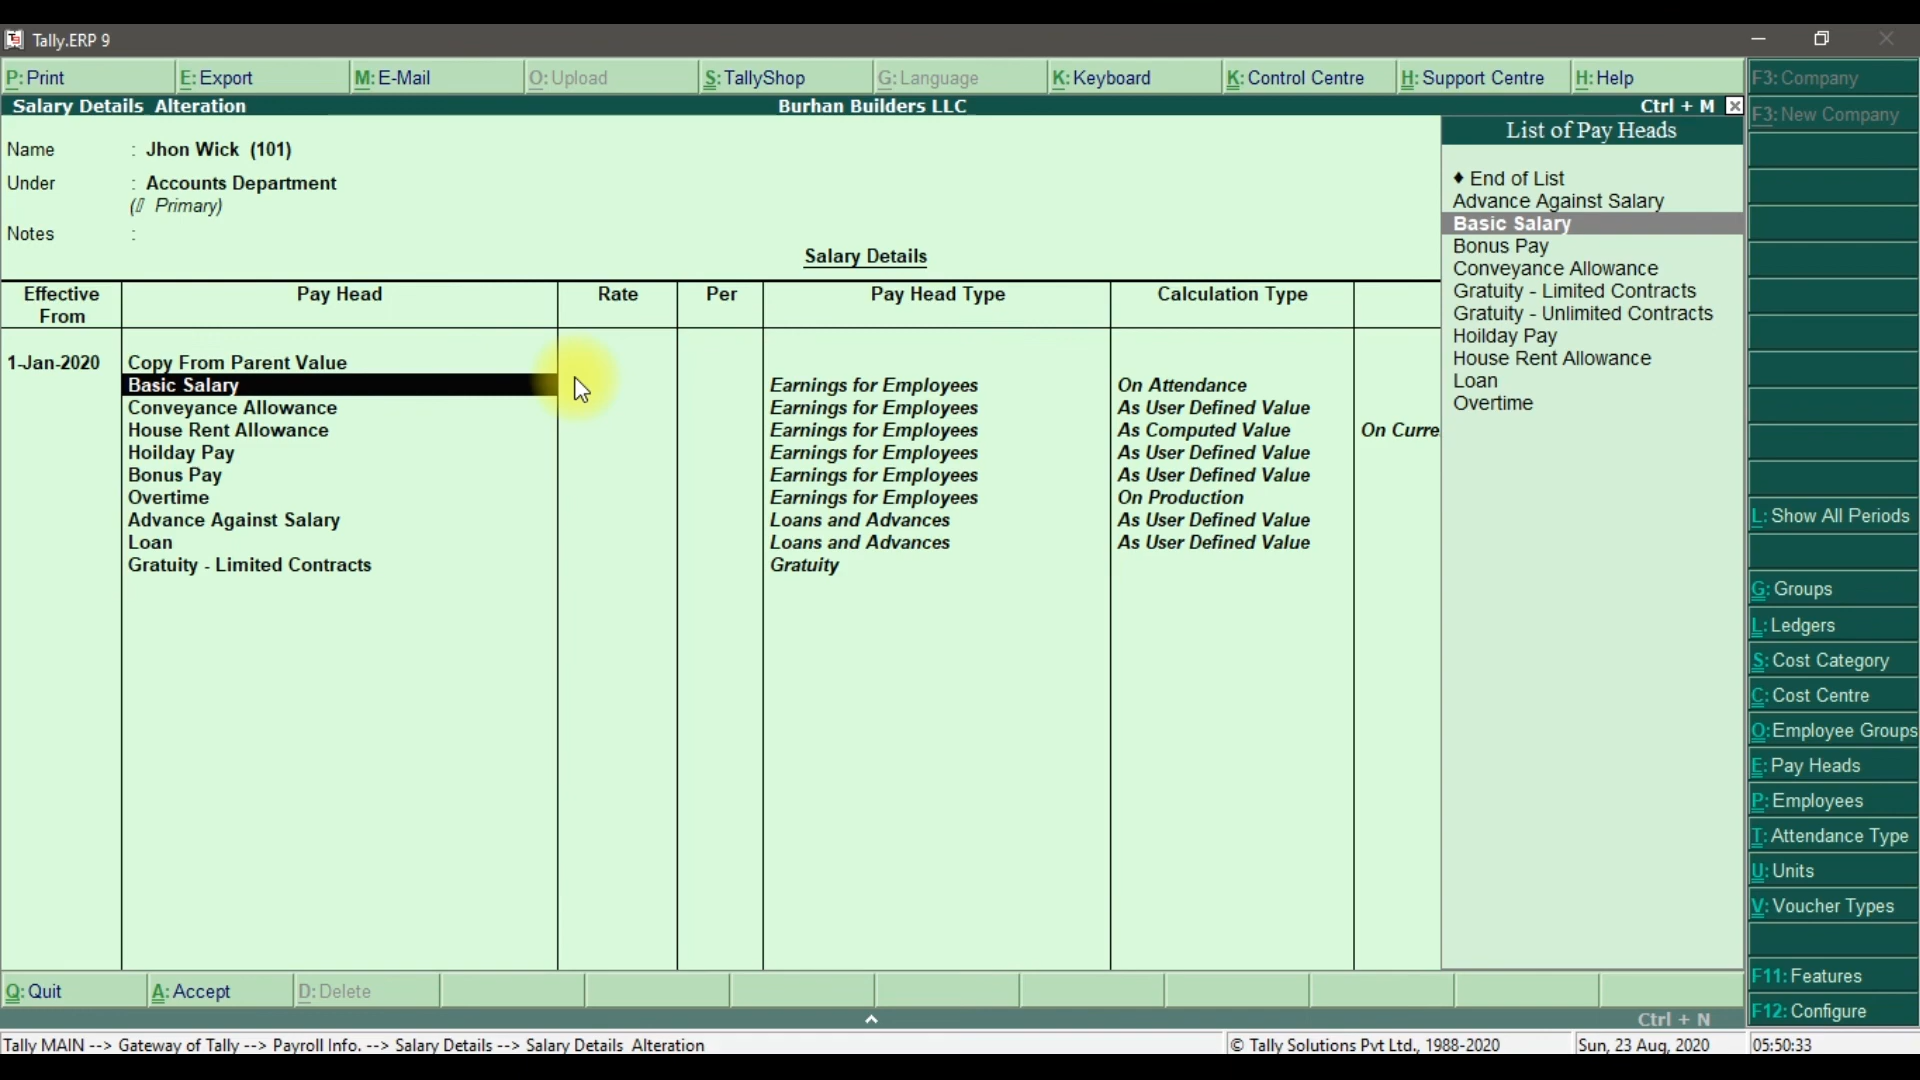 Tally.ERP 9
P: Print E: Export M: E-Mail O: Upload S: TallyShop G: Language K: Keyboard K: Control Centre H: Support Centre H: Help
F3: Company
Salary Details Alteration Burhan Builders LLC Ctrl + M
F3: New Company
List of Pay Heads
Name : Jhon Wick (101)
Under : Accounts Department
Primary)
Notes :
Salary Details
♦ End of List
Advance Against Salary
Basic Salary
Bonus Pay
Conveyance Allowance
Gratuity - Limited Contracts
Gratuity - Unlimited Contracts
Hoilday Pay
House Rent Allowance
Loan
Overtime
Effective From Pay Head Rate Per Pay Head Type Calculation Type
1-Jan-2020 Copy From Parent Value
Basic Salary Earnings for Employees On Attendance
Conveyance Allowance Earnings for Employees As User Defined Value
House Rent Allowance Earnings for Employees As Computed Value On Curre
Hoilday Pay Earnings for Employees As User Defined Value
Bonus Pay Earnings for Employees As User Defined Value
Overtime Earnings for Employees On Production
Advance Against Salary Loans and Advances As User Defined Value
Loan Loans and Advances As User Defined Value
Gratuity - Limited Contracts Gratuity
L: Show All Periods
G: Groups
L: Ledgers
S: Cost Category
C: Cost Centre
O: Employee Groups
E: Pay Heads
P: Employees
T: Attendance Type
U: Units
V: Voucher Types
F11: Features
F12: Configure
Q: Quit A: Accept D: Delete
Ctrl + N
Tally MAIN --> Gateway of Tally --> Payroll Info. --> Salary Details --> Salary Details Alteration © Tally Solutions Pvt Ltd., 1988-2020 Sun, 23 Aug, 2020 05:50:33